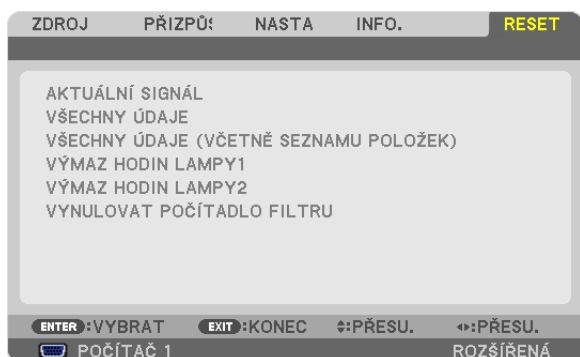 ZDROJ PŘIZPŮS NASTA INFO. RESET
AKTUÁLNÍ SIGNÁL
VŠECHNY ÚDAJE
VŠECHNY ÚDAJE (VČETNĚ SEZNAMU POLOŽEK)
VÝMAZ HODIN LAMPY1
VÝMAZ HODIN LAMPY2
VYNULOVAT POČÍTADLO FILTRU
ENTER :VYBRAT EXIT :KONEC :PŘESU. :PŘESU.
POČÍTAČ 1 ROZŠÍŘENÁ